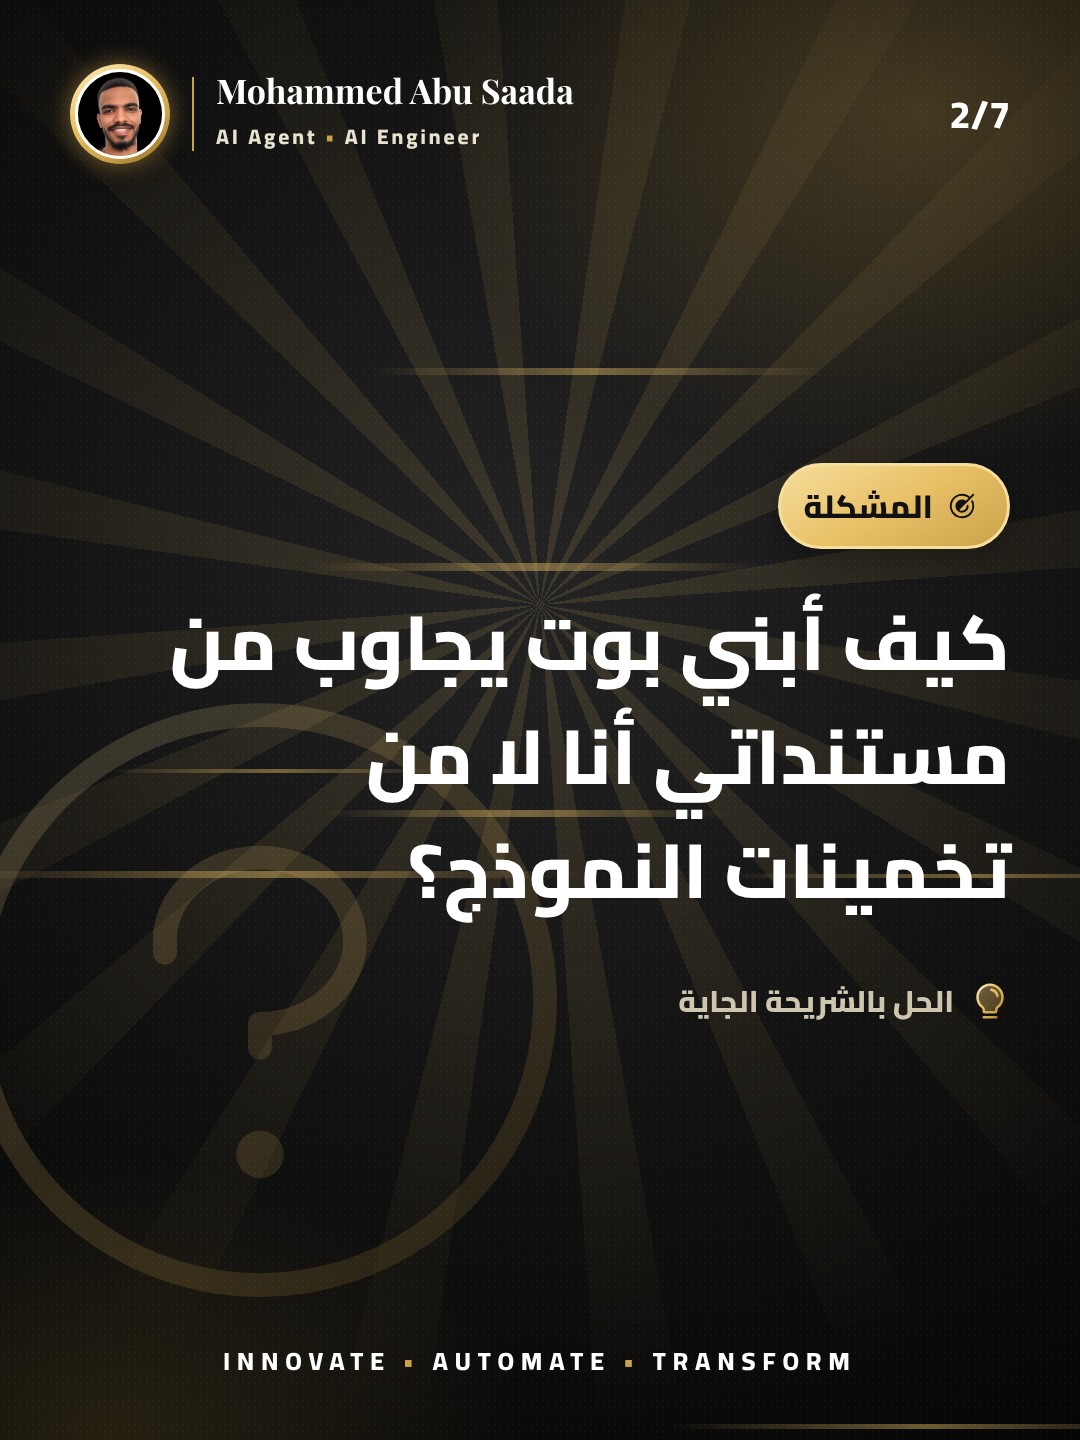 Mohammed Abu Saada
AI Agent ▪ AI Engineer
2/7
المشكلة
كيف أبني بوت يجاوب من
مستنداتي أنا لا من
تخمينات النموذج؟
الحل بالشريحة الجاية
INNOVATE ▪ AUTOMATE ▪ TRANSFORM